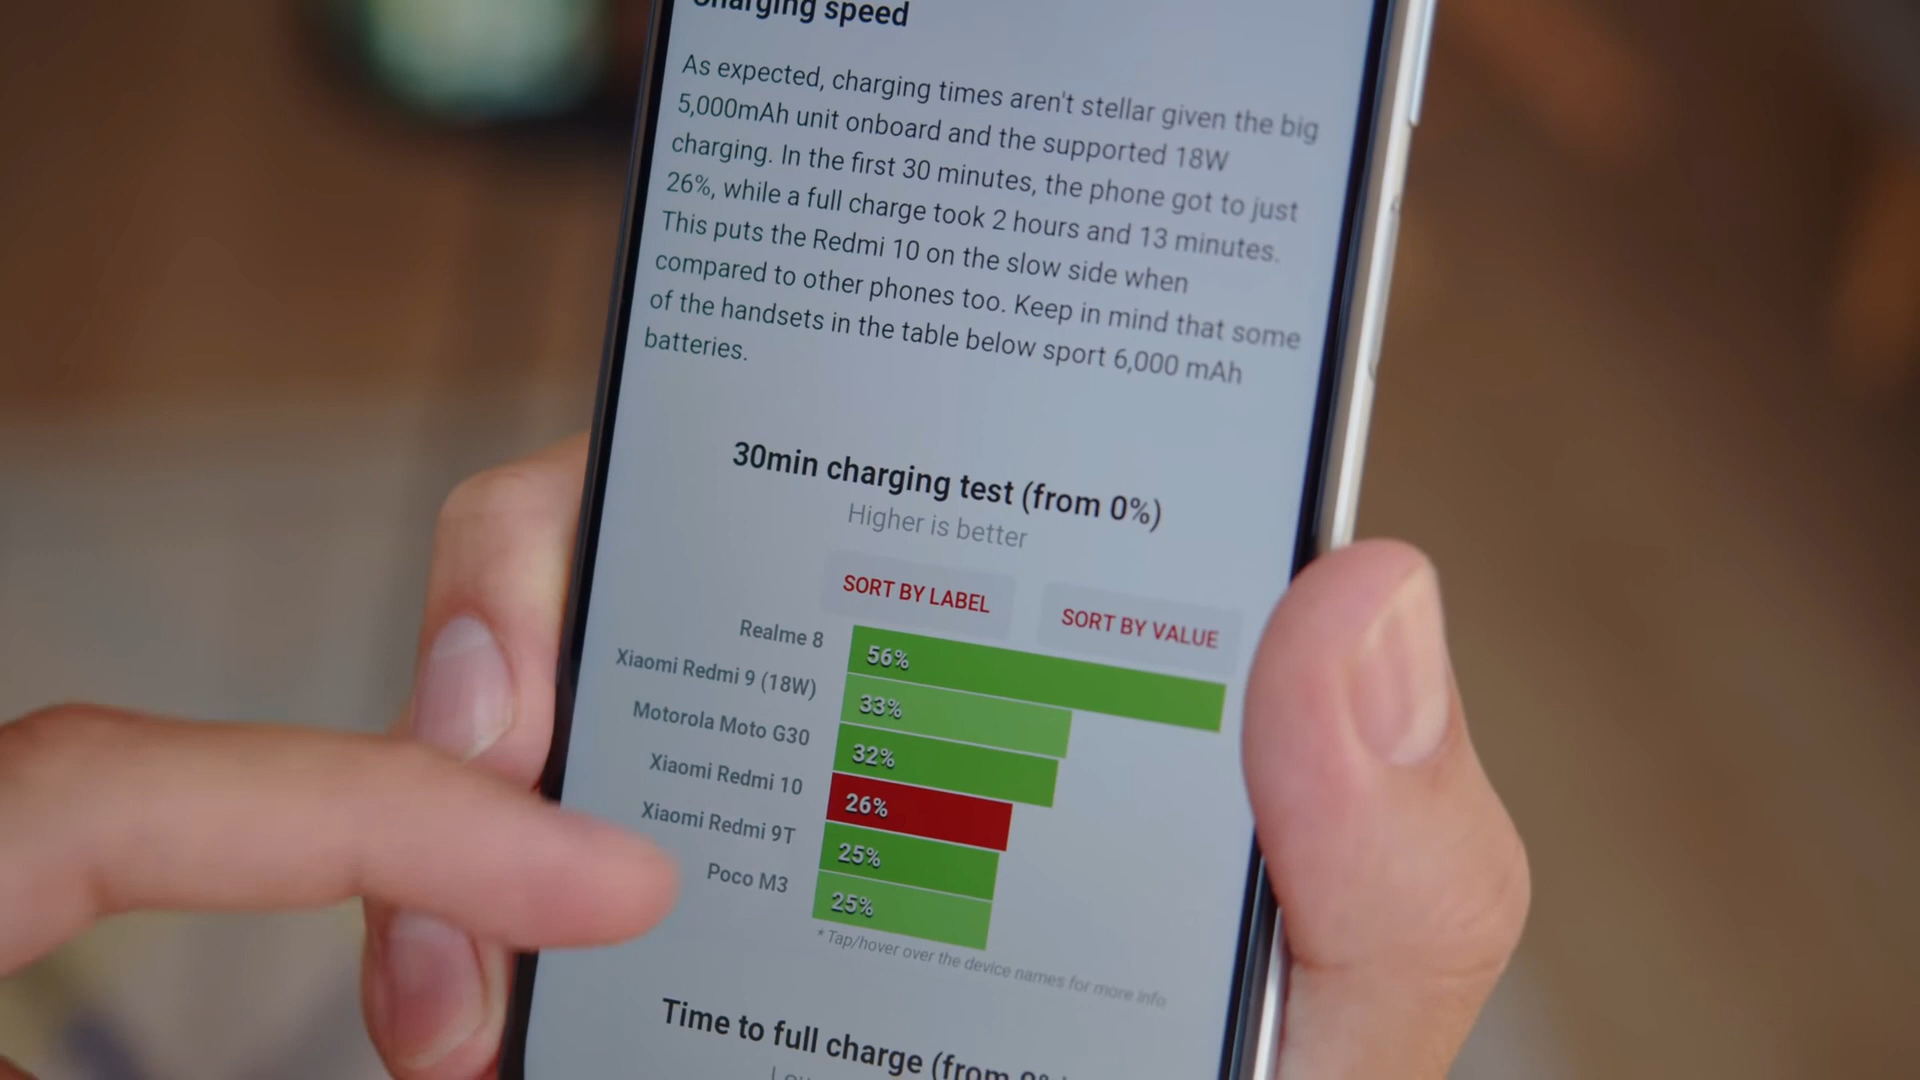 Charging speed
As expected, charging times aren't stellar given the big
5,000mAh unit onboard and the supported 18W
charging. In the first 30 minutes, the phone got to just
26%, while a full charge took 2 hours and 13 minutes.
This puts the Redmi 10 on the slow side when
compared to other phones too. Keep in mind that some
of the handsets in the table below sport 6,000 mAh
batteries.
30min charging test (from 0%)
Higher is better
SORT BY LABEL SORT BY VALUE
Realme 8 56%
Xiaomi Redmi 9 (18W) 33%
Motorola Moto G30 32%
Xiaomi Redmi 10 26%
Xiaomi Redmi 9T 25%
Poco M3 25%
* Tap/hover over the device names for more info
Time to full charge (from 0%